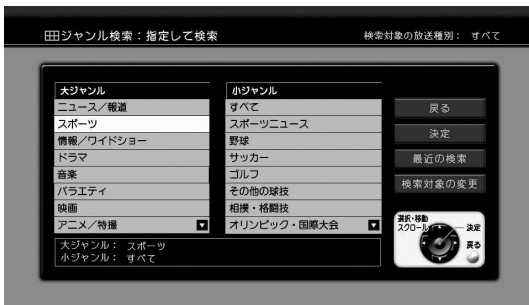 ジャンル検索：指定して検索
検索対象の放送種別： すべて
大ジャンル
ニュース／報道
スポーツ
情報／ワイドショー
ドラマ
音楽
バラエティ
映画
アニメ／特撮
小ジャンル
すべて
スポーツニュース
野球
サッカー
ゴルフ
その他の球技
相撲・格闘技
オリンピック・国際大会
戻る
決定
最近の検索
検索対象の変更
選択・移動
スクロール
決定
戻る
大ジャンル： スポーツ
小ジャンル： すべて